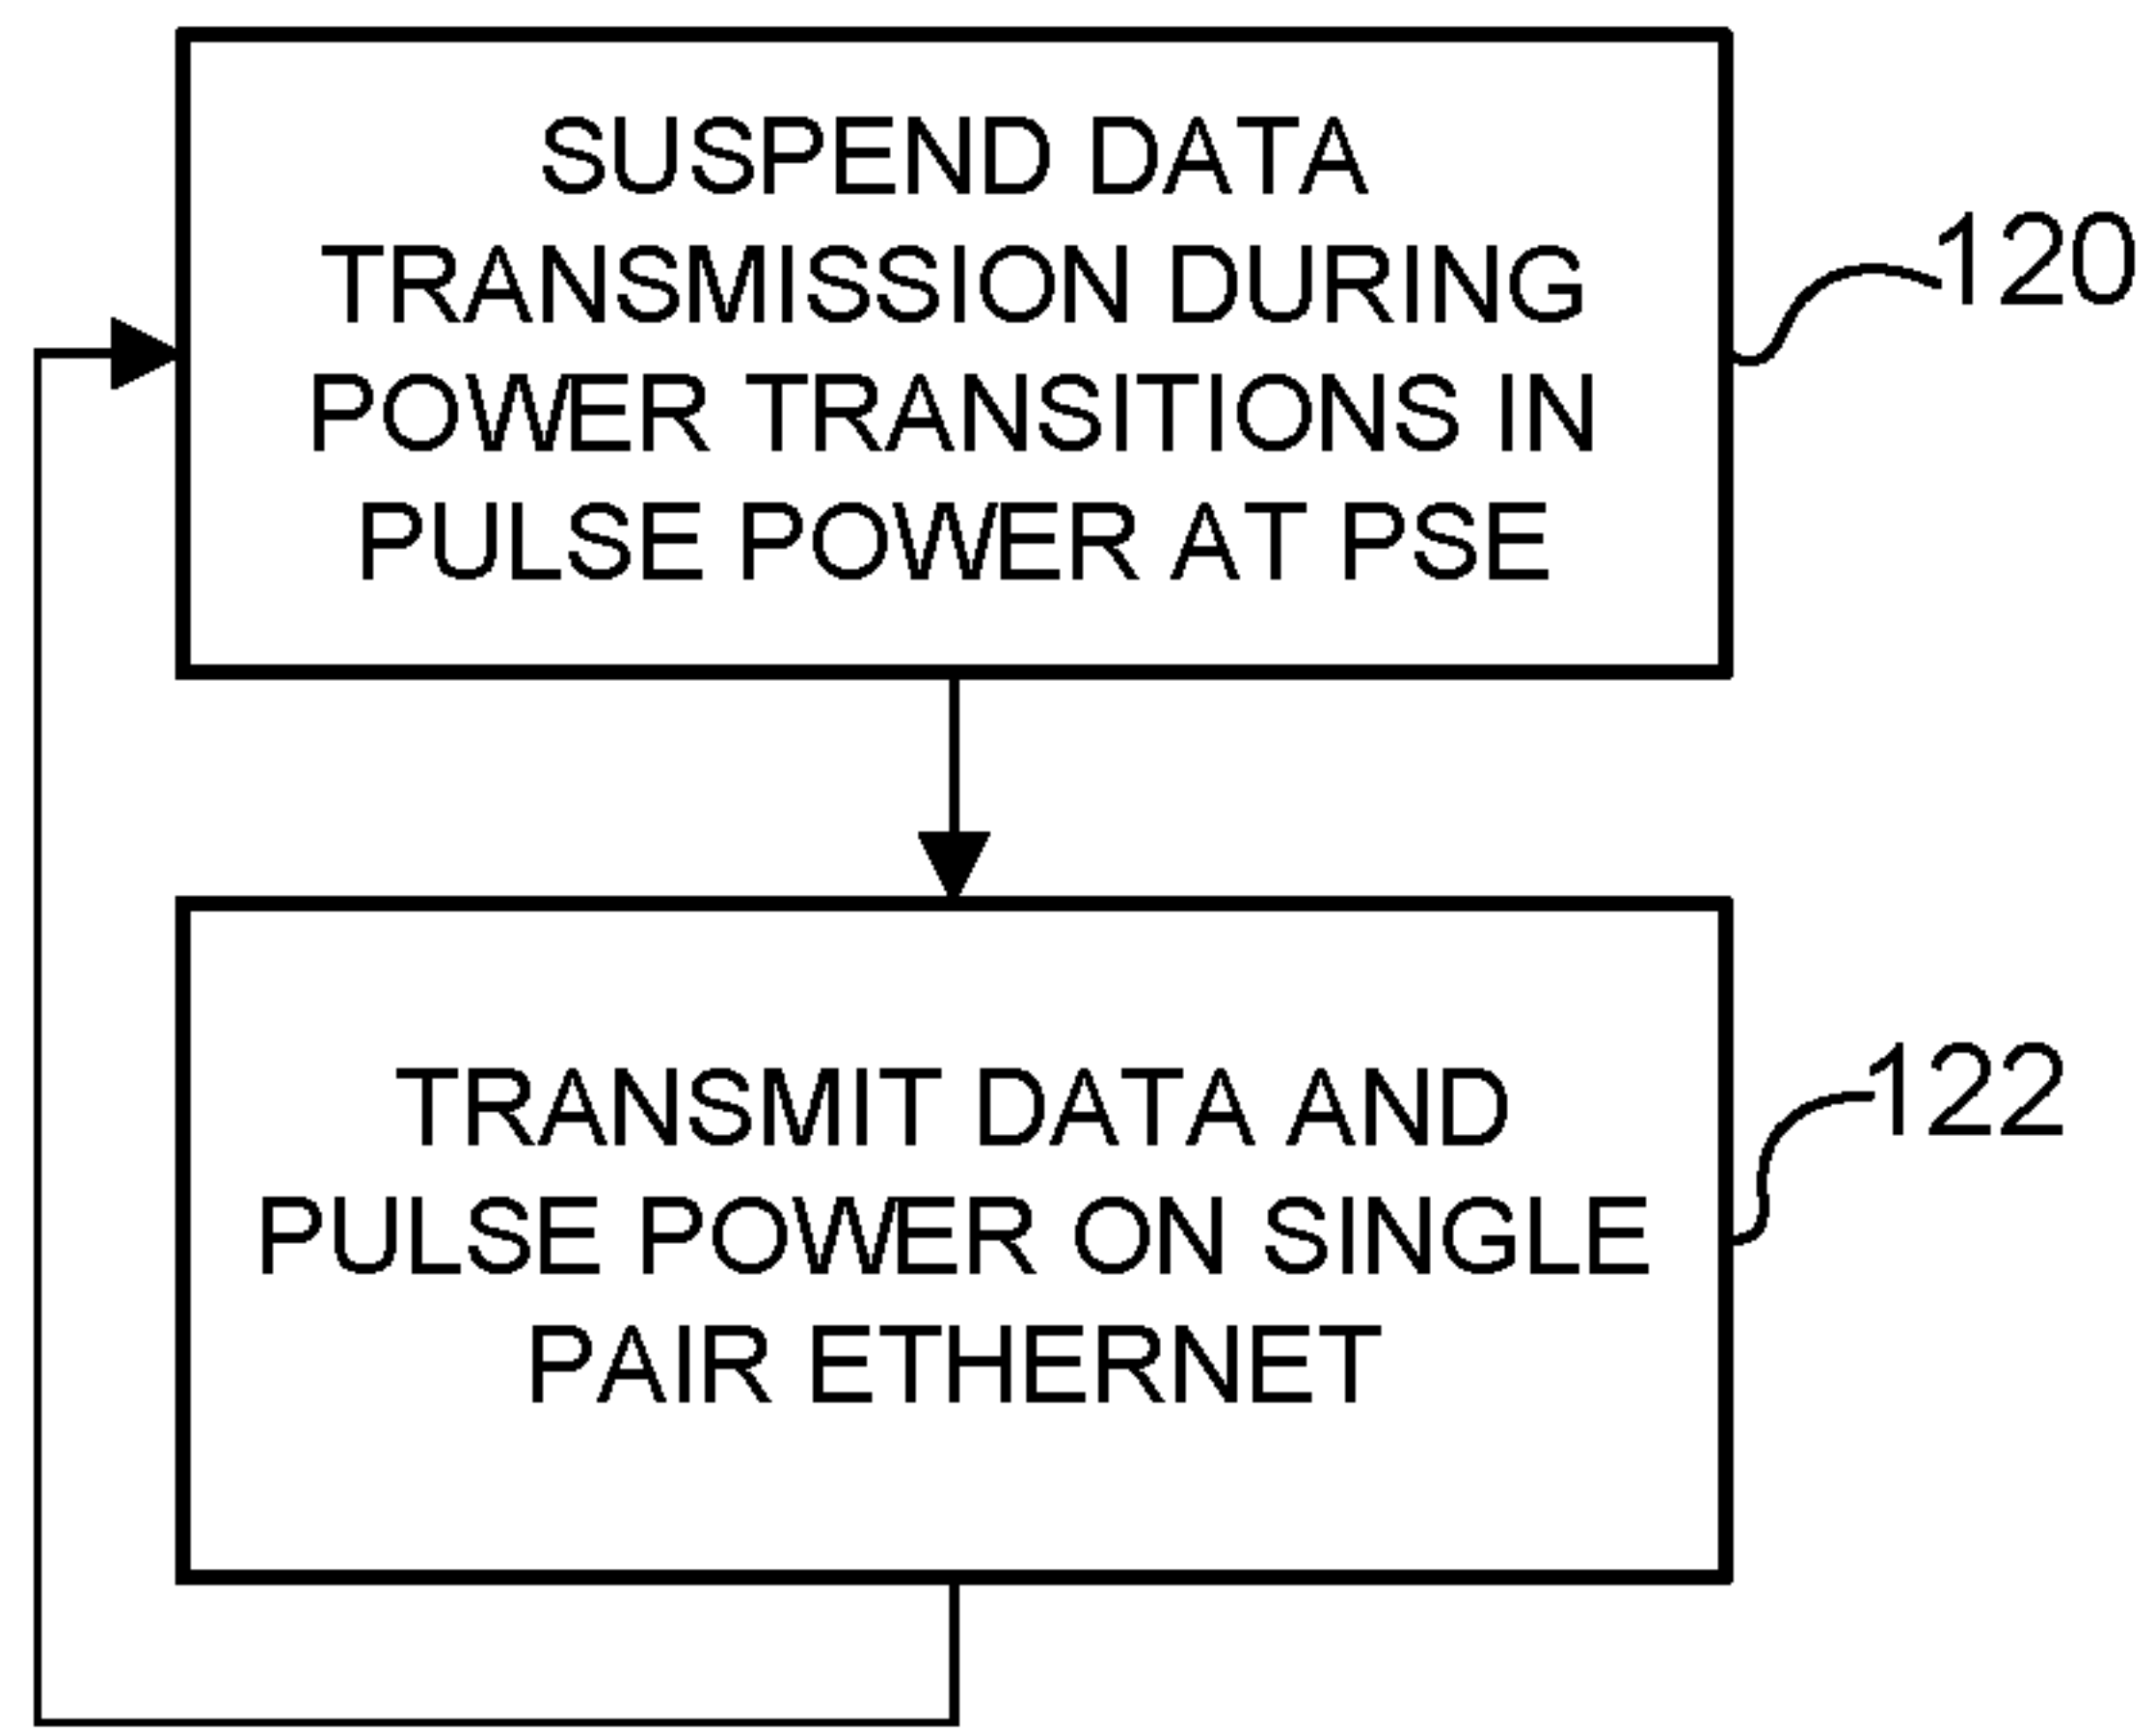 SUSPEND DATA
TRANSMISSION DURING
POWER TRANSITIONS IN
PULSE POWER AT PSE
120
TRANSMIT DATA AND
PULSE POWER ON SINGLE
PAIR ETHERNET
122